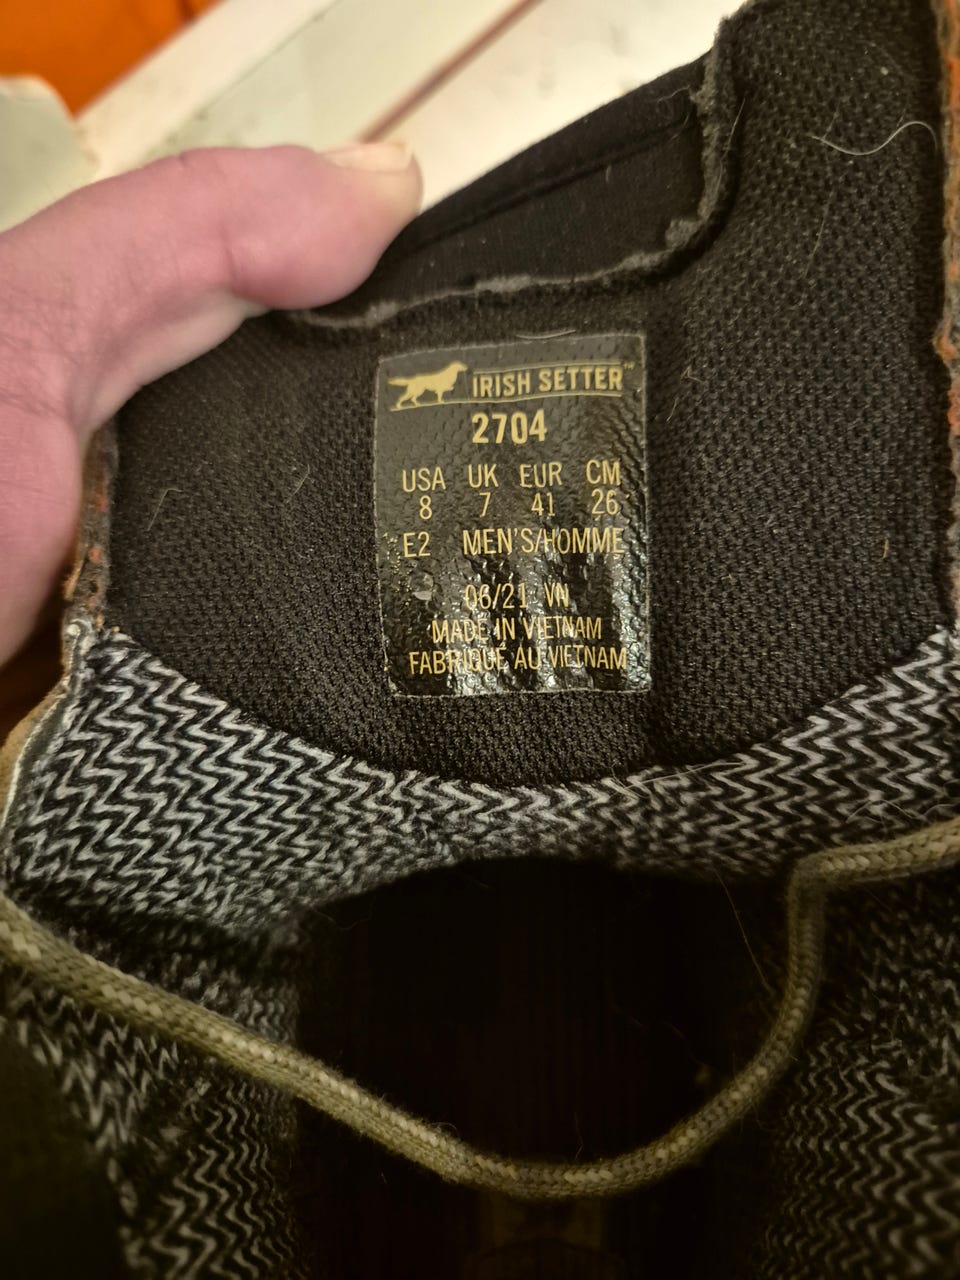 IRISH SETTER™
2704
USA UK EUR CM
8 7 41 26
E2 MEN'S/HOMME
06/21 VN
MADE IN VIETNAM
FABRIQUÉ AU VIETNAM